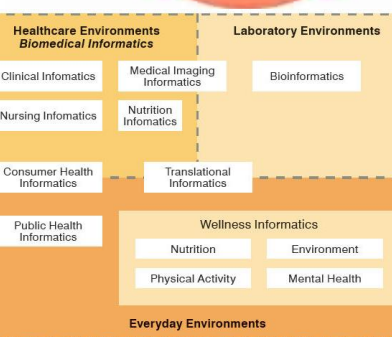 Healthcare Environments
Biomedical Informatics
Laboratory Environments
Clinical Infomatics
Medical Imaging
Informatics
Bioinformatics
Nursing Infomatics
Nutrition
Infomatics
Consumer Health
Informatics
Translational
Informatics
Public Health
Informatics
Wellness Informatics
Nutrition
Environment
Physical Activity
Mental Health
Everyday Environments